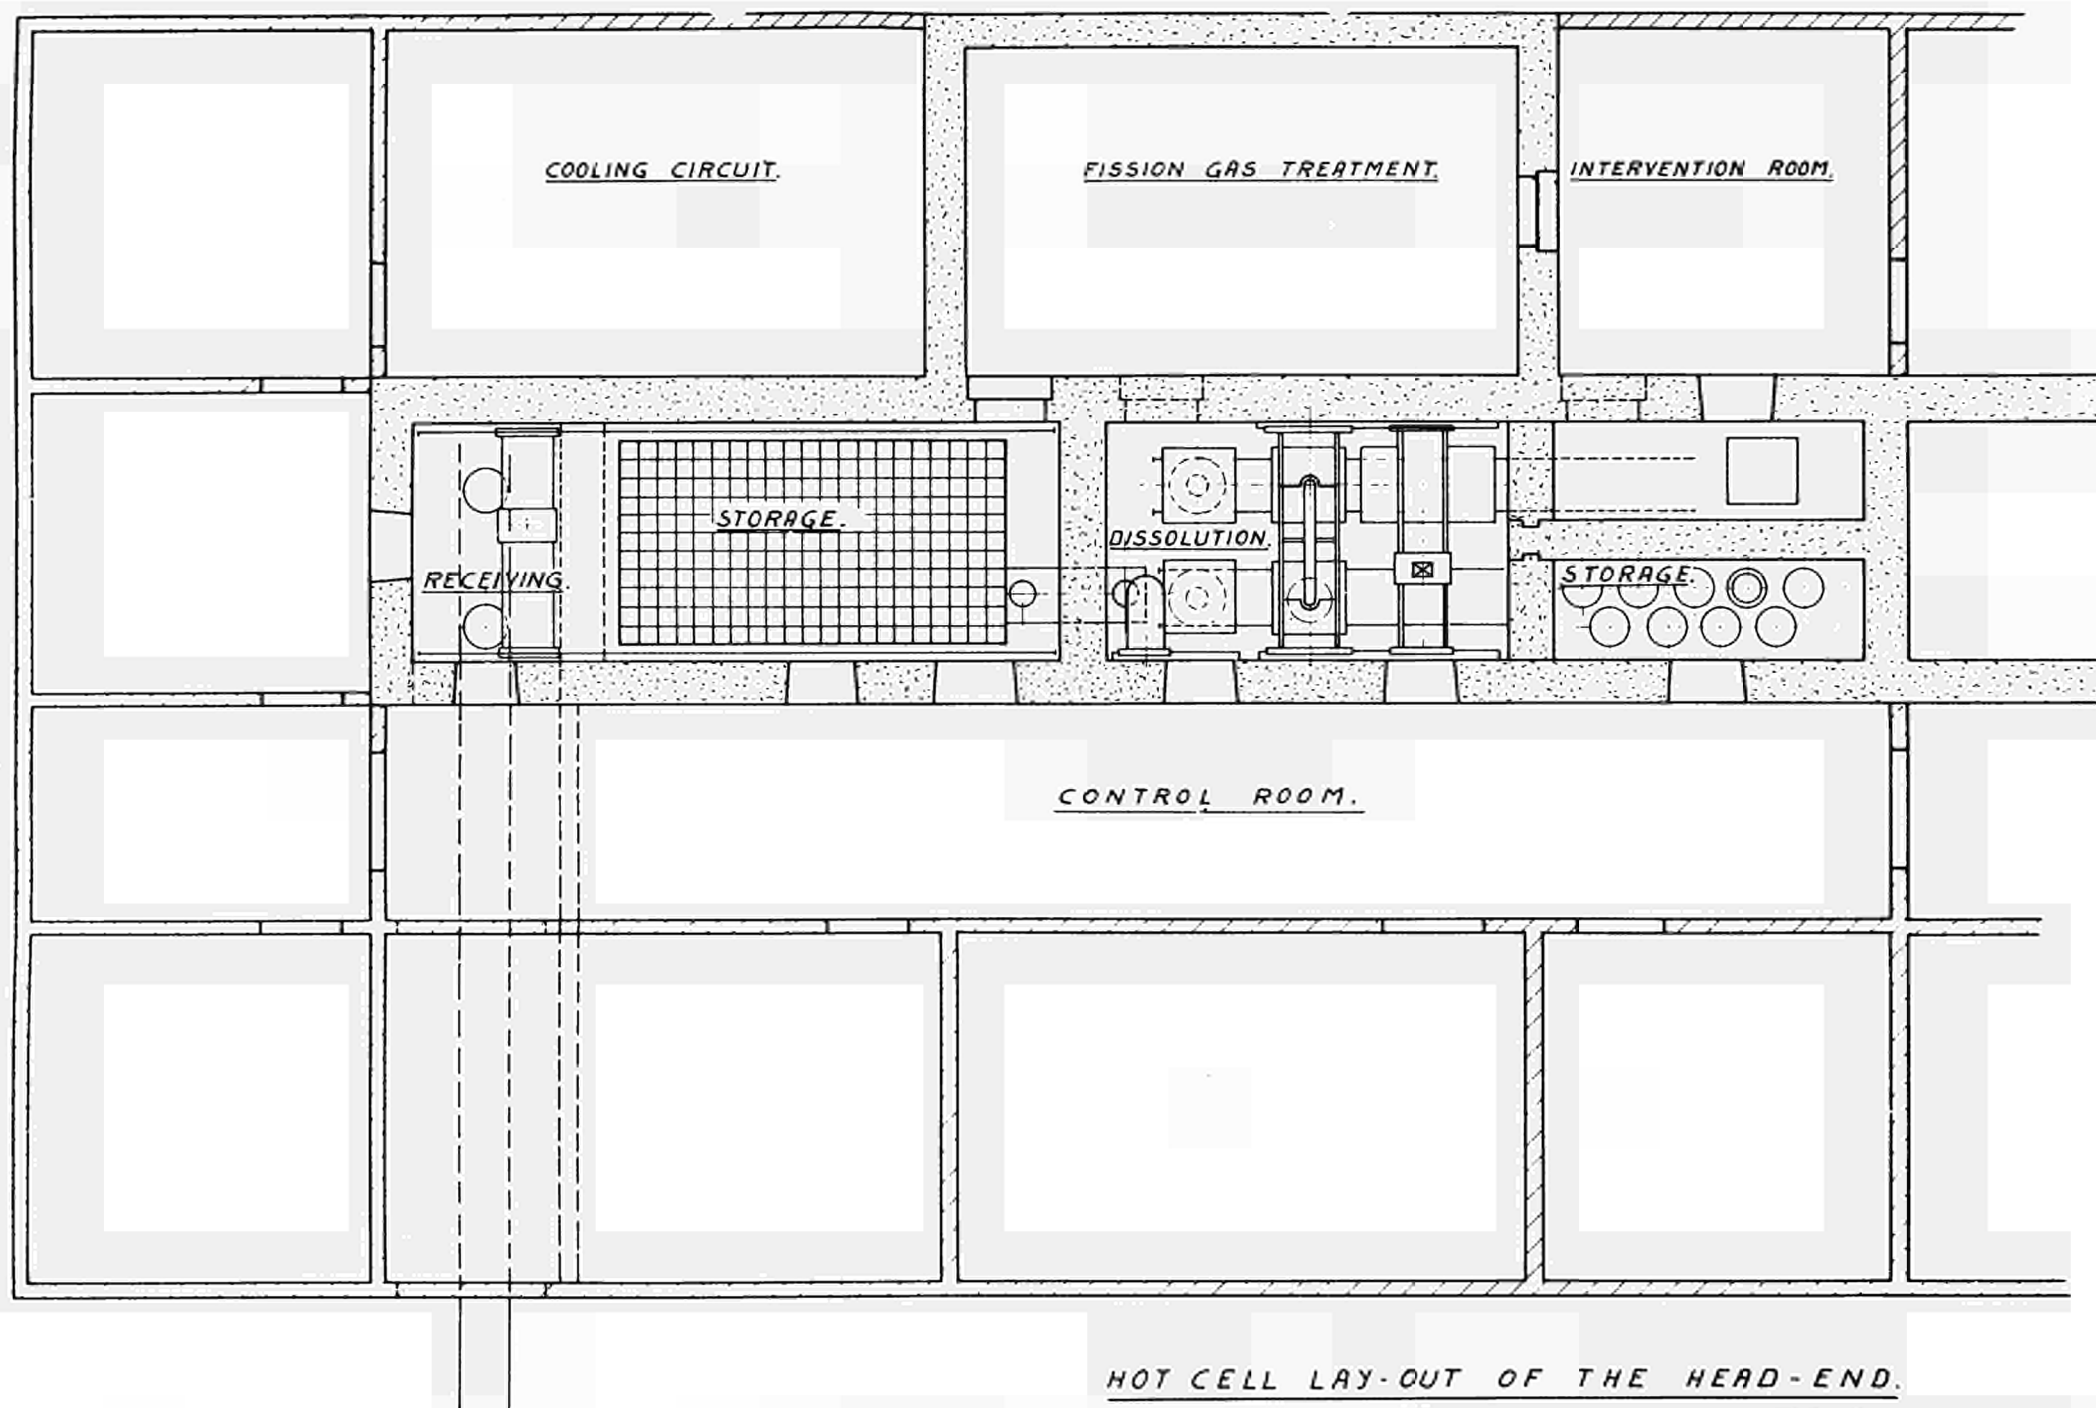 COOLING CIRCUIT.
FISSION GAS TREATMENT.
INTERVENTION ROOM.
STORAGE.
DISSOLUTION.
RECEIVING.
STORAGE.
CONTROL ROOM.
HOT CELL LAY-OUT OF THE HEAD-END.